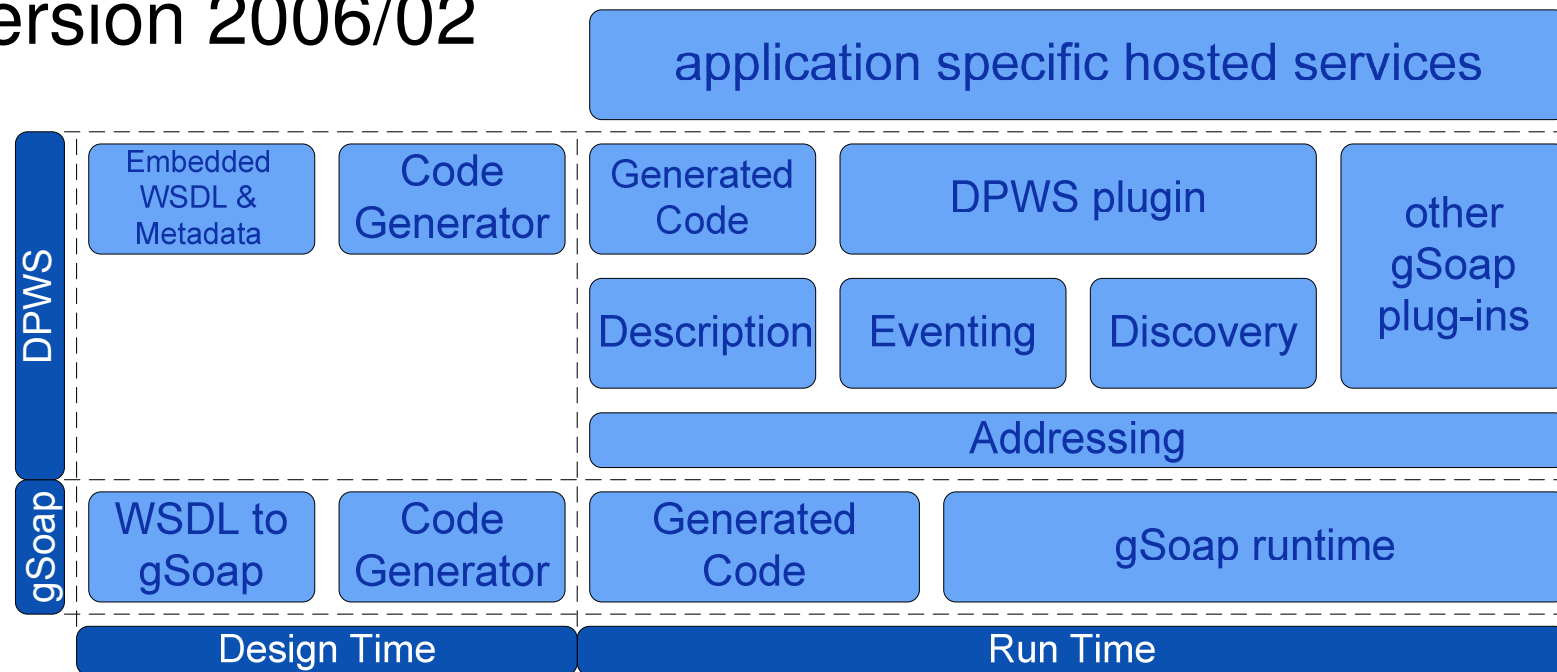 ersion 2006/02
application specific hosted services
DPWS
Embedded
WSDL &
Metadata
Code
Generator
Generated
Code
DPWS plugin
other
gSoap
plug-ins
Description
Eventing
Discovery
Addressing
gSoap
WSDL to
gSoap
Code
Generator
Generated
Code
gSoap runtime
Design Time
Run Time